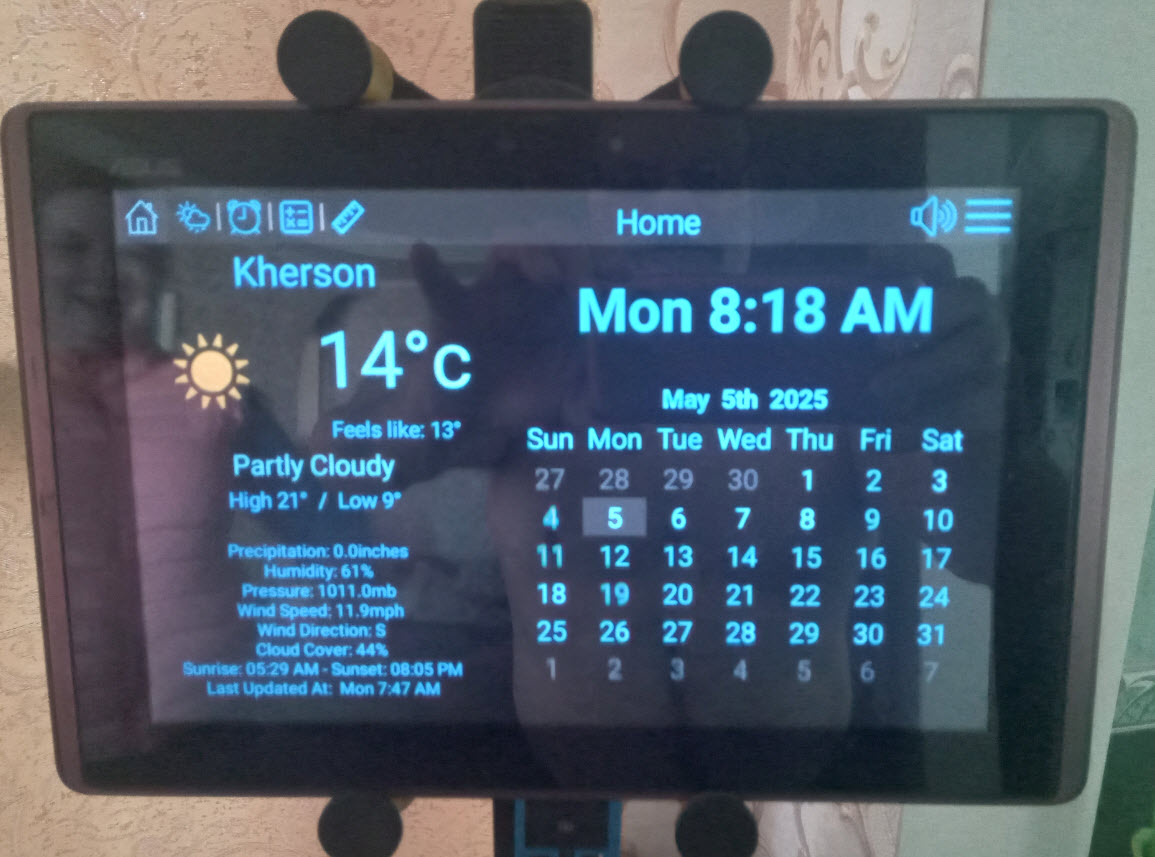 Home
Kherson
14°c
Feels like: 13°
Partly Cloudy
High 21° / Low 9°
Precipitation: 0.0inches
Humidity: 61%
Pressure: 1011.0mb
Wind Speed: 11.9mph
Wind Direction: S
Cloud Cover: 44%
Sunrise: 05:29 AM - Sunset: 08:05 PM
Last Updated At: Mon 7:47 AM
Mon 8:18 AM
May 5th 2025
Sun Mon Tue Wed Thu Fri Sat
27 28 29 30 1 2 3
4 5 6 7 8 9 10
11 12 13 14 15 16 17
18 19 20 21 22 23 24
25 26 27 28 29 30 31
1 2 3 4 5 6 7